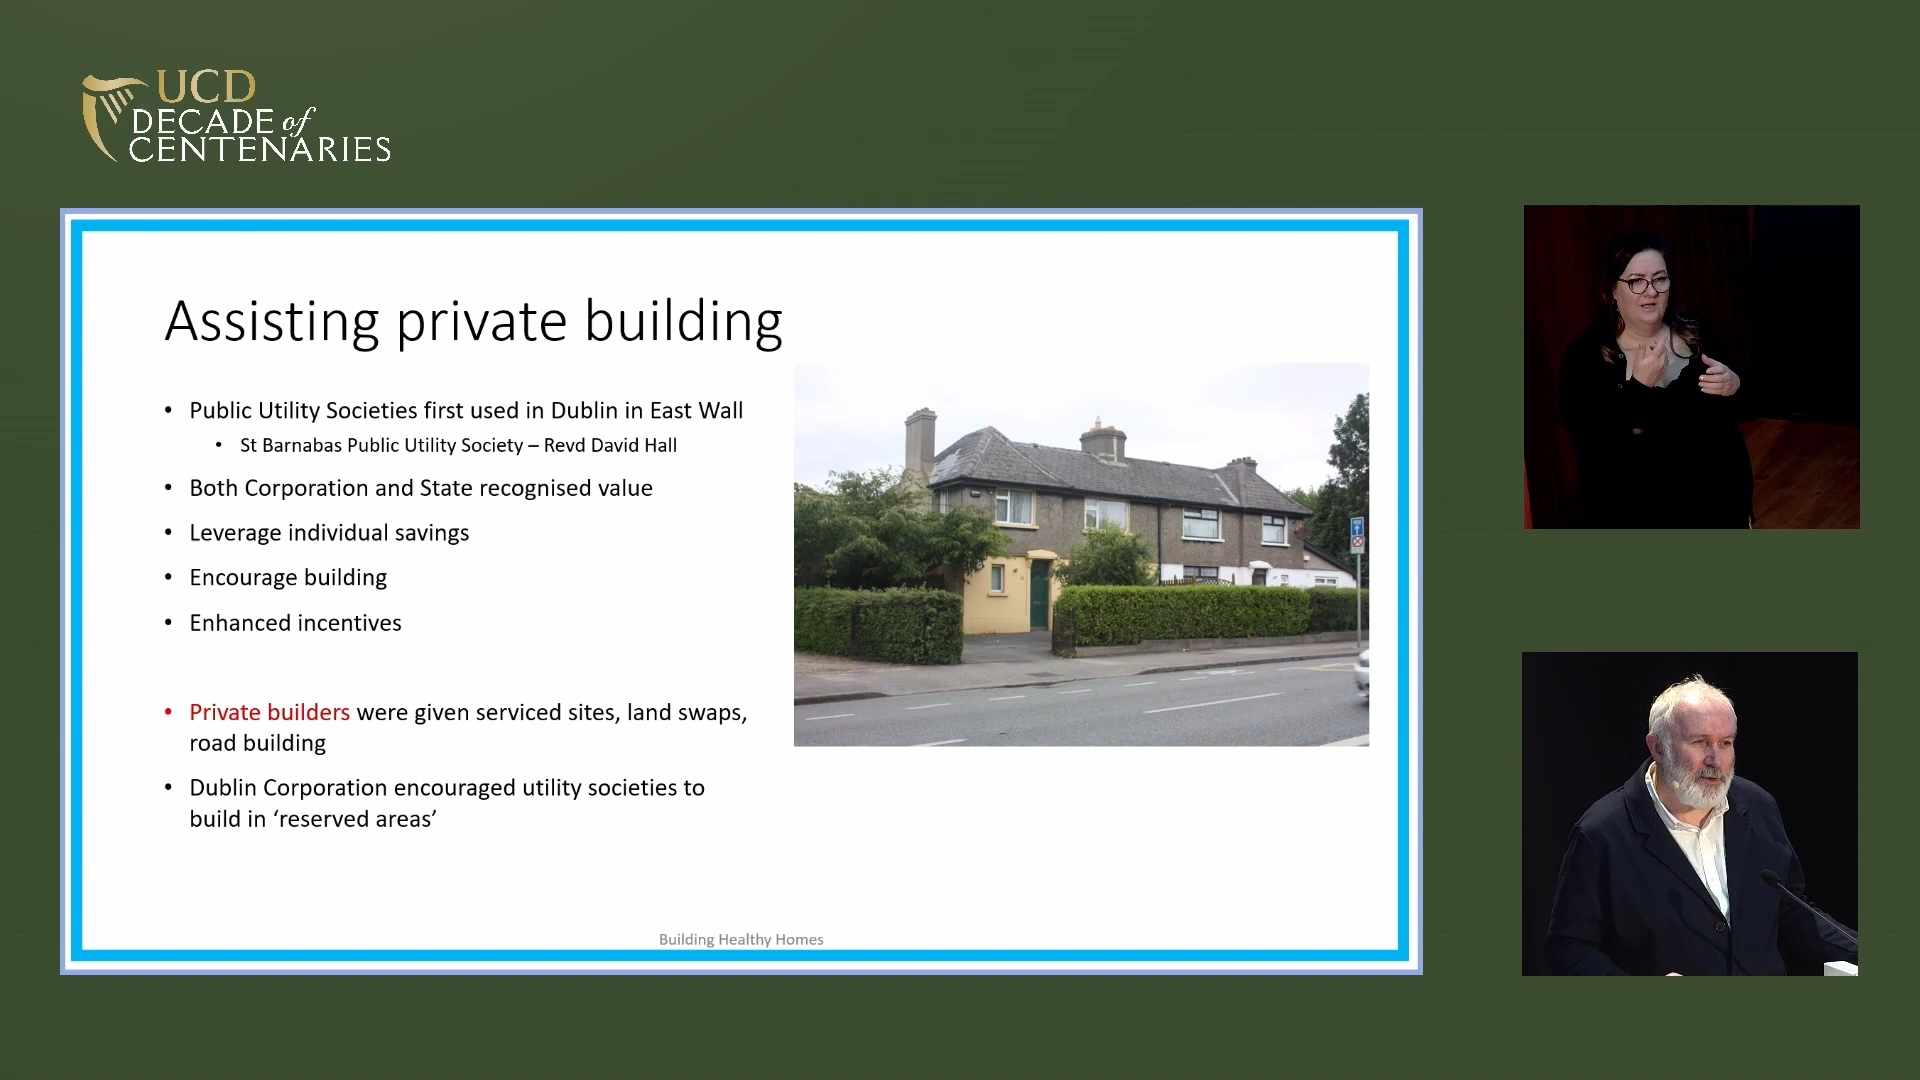 UCD
DECADE of
CENTENARIES
Assisting private building
• Public Utility Societies first used in Dublin in East Wall
• St Barnabas Public Utility Society – Revd David Hall
• Both Corporation and State recognised value
• Leverage individual savings
• Encourage building
• Enhanced incentives
• Private builders were given serviced sites, land swaps,
road building
• Dublin Corporation encouraged utility societies to
build in ‘reserved areas’
Building Healthy Homes